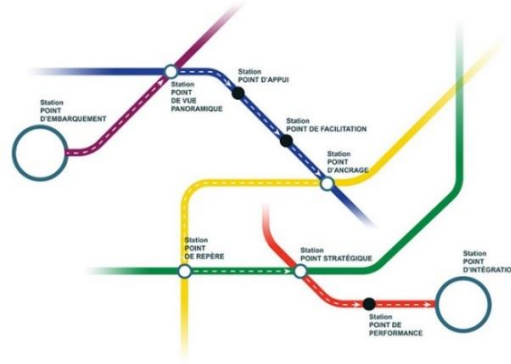 Station
POINT D'APPUI
Station
POINT
DE VUE
PANORAMIQUE
Station
POINT
D'EMBARQUEMENT
Station
POINT DE FACILITATION
Station
POINT
D'ANCRAGE
Station
POINT
DE REPÈRE
Station
POINT STRATÉGIQUE
Station
POINT
D'INTÉGRATIO
Station
POINT DE
PERFORMANCE